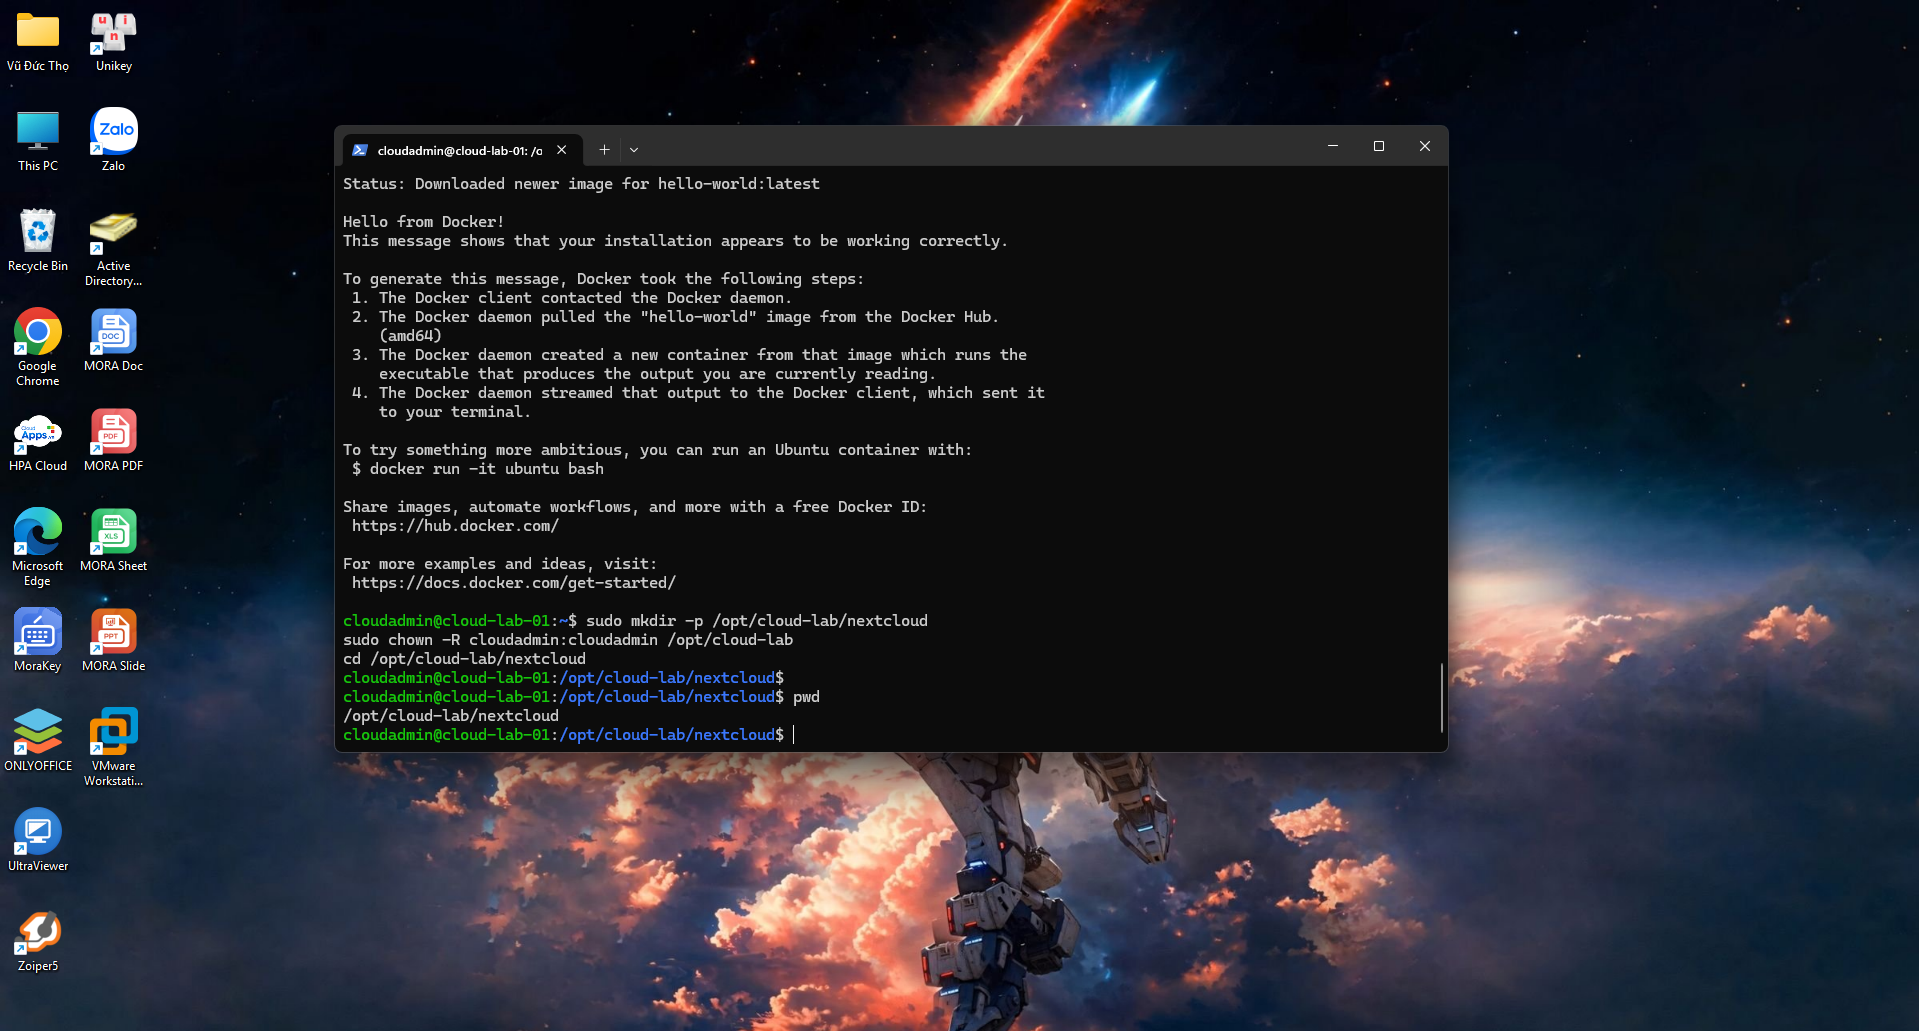 Vũ Đức Thọ
Unikey
This PC
Zalo
Zalo
Recycle Bin
Active
Directory...
Google
Chrome
DOC
MORA Doc
Cloud
Apps.vn
HPA Cloud
PDF
MORA PDF
Microsoft
Edge
XLS
MORA Sheet
MoraKey
PPT
MORA Slide
ONLYOFFICE
VMware
Workstati...
UltraViewer
Zoiper5
cloudadmin@cloud-lab-01: /o
Status: Downloaded newer image for hello-world:latest
Hello from Docker!
This message shows that your installation appears to be working correctly.
To generate this message, Docker took the following steps:
1. The Docker client contacted the Docker daemon.
2. The Docker daemon pulled the "hello-world" image from the Docker Hub.
(amd64)
3. The Docker daemon created a new container from that image which runs the
executable that produces the output you are currently reading.
4. The Docker daemon streamed that output to the Docker client, which sent it
to your terminal.
To try something more ambitious, you can run an Ubuntu container with:
$ docker run -it ubuntu bash
Share images, automate workflows, and more with a free Docker ID:
https://hub.docker.com/
For more examples and ideas, visit:
https://docs.docker.com/get-started/
cloudadmin@cloud-lab-01:~$ sudo mkdir -p /opt/cloud-lab/nextcloud
sudo chown -R cloudadmin:cloudadmin /opt/cloud-lab
cd /opt/cloud-lab/nextcloud
cloudadmin@cloud-lab-01:/opt/cloud-lab/nextcloud$
cloudadmin@cloud-lab-01:/opt/cloud-lab/nextcloud$ pwd
/opt/cloud-lab/nextcloud
cloudadmin@cloud-lab-01:/opt/cloud-lab/nextcloud$